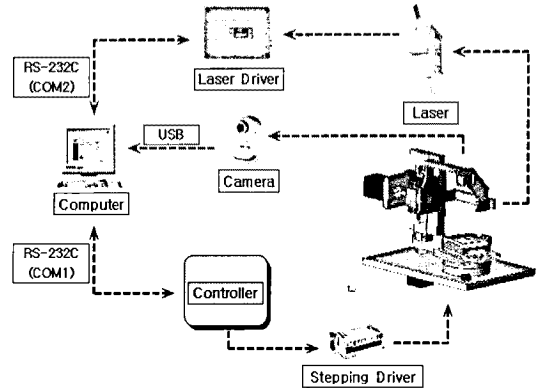 RS-232C
(COM2)
Laser Driver
Laser
USB
Camera
Computer
RS-232C
(COM1)
Controller
Stepping Driver